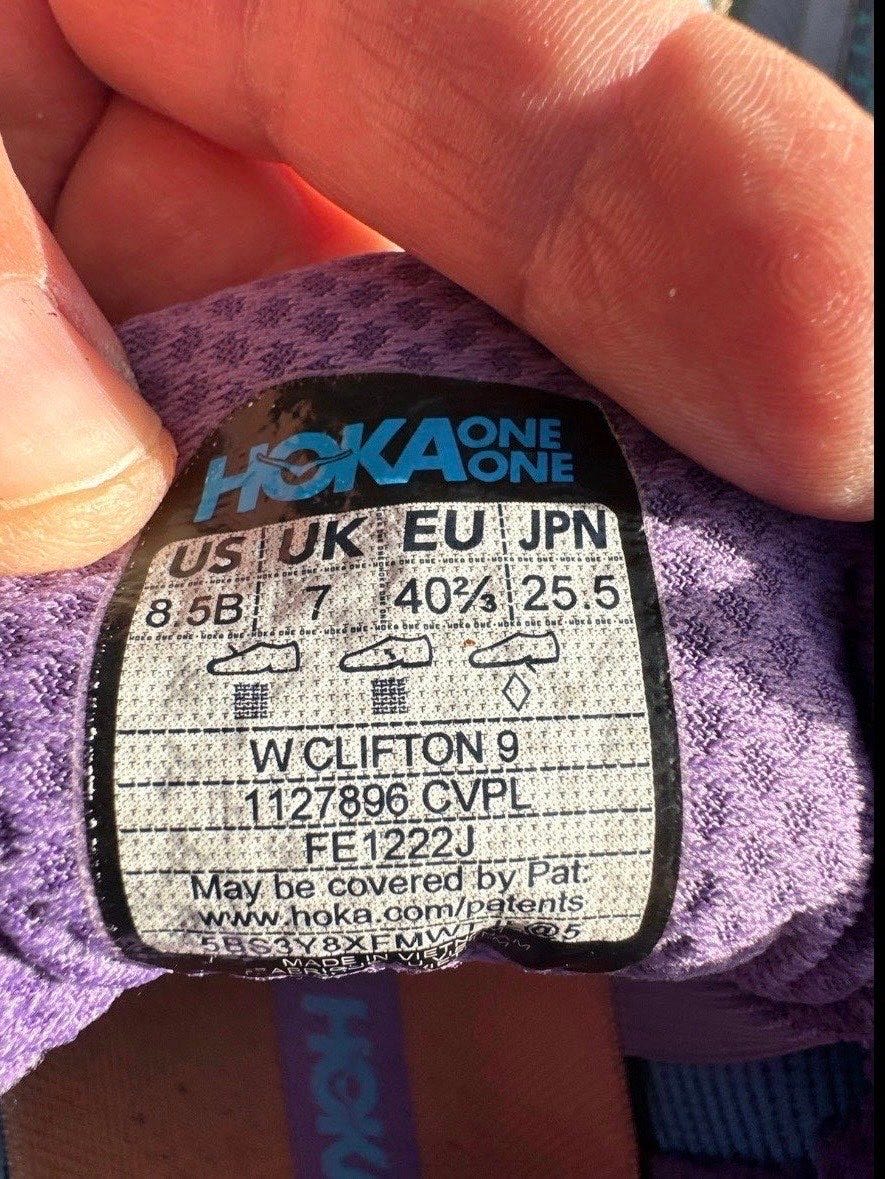 HOKA ONE ONE
US UK EU JPN
8.5B 7 40⅔ 25.5
W CLIFTON 9
1127896 CVPL
FE1222J
May be covered by Pat:
www.hoka.com/patents
@5
MADE IN
HOKA